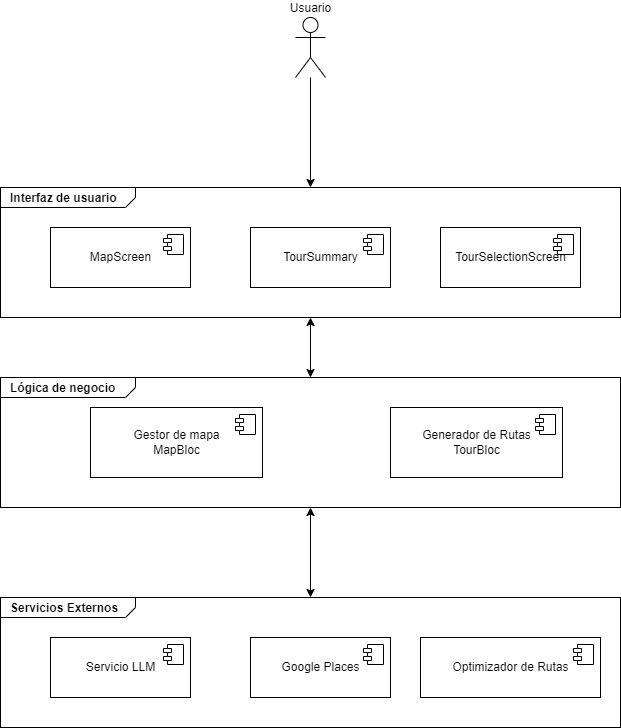 Usuario
Interfaz de usuario
MapScreen
TourSummary
TourSelectionScreen
Lógica de negocio
Gestor de mapa
MapBloc
Generador de Rutas
TourBloc
Servicios Externos
Servicio LLM
Google Places
Optimizador de Rutas